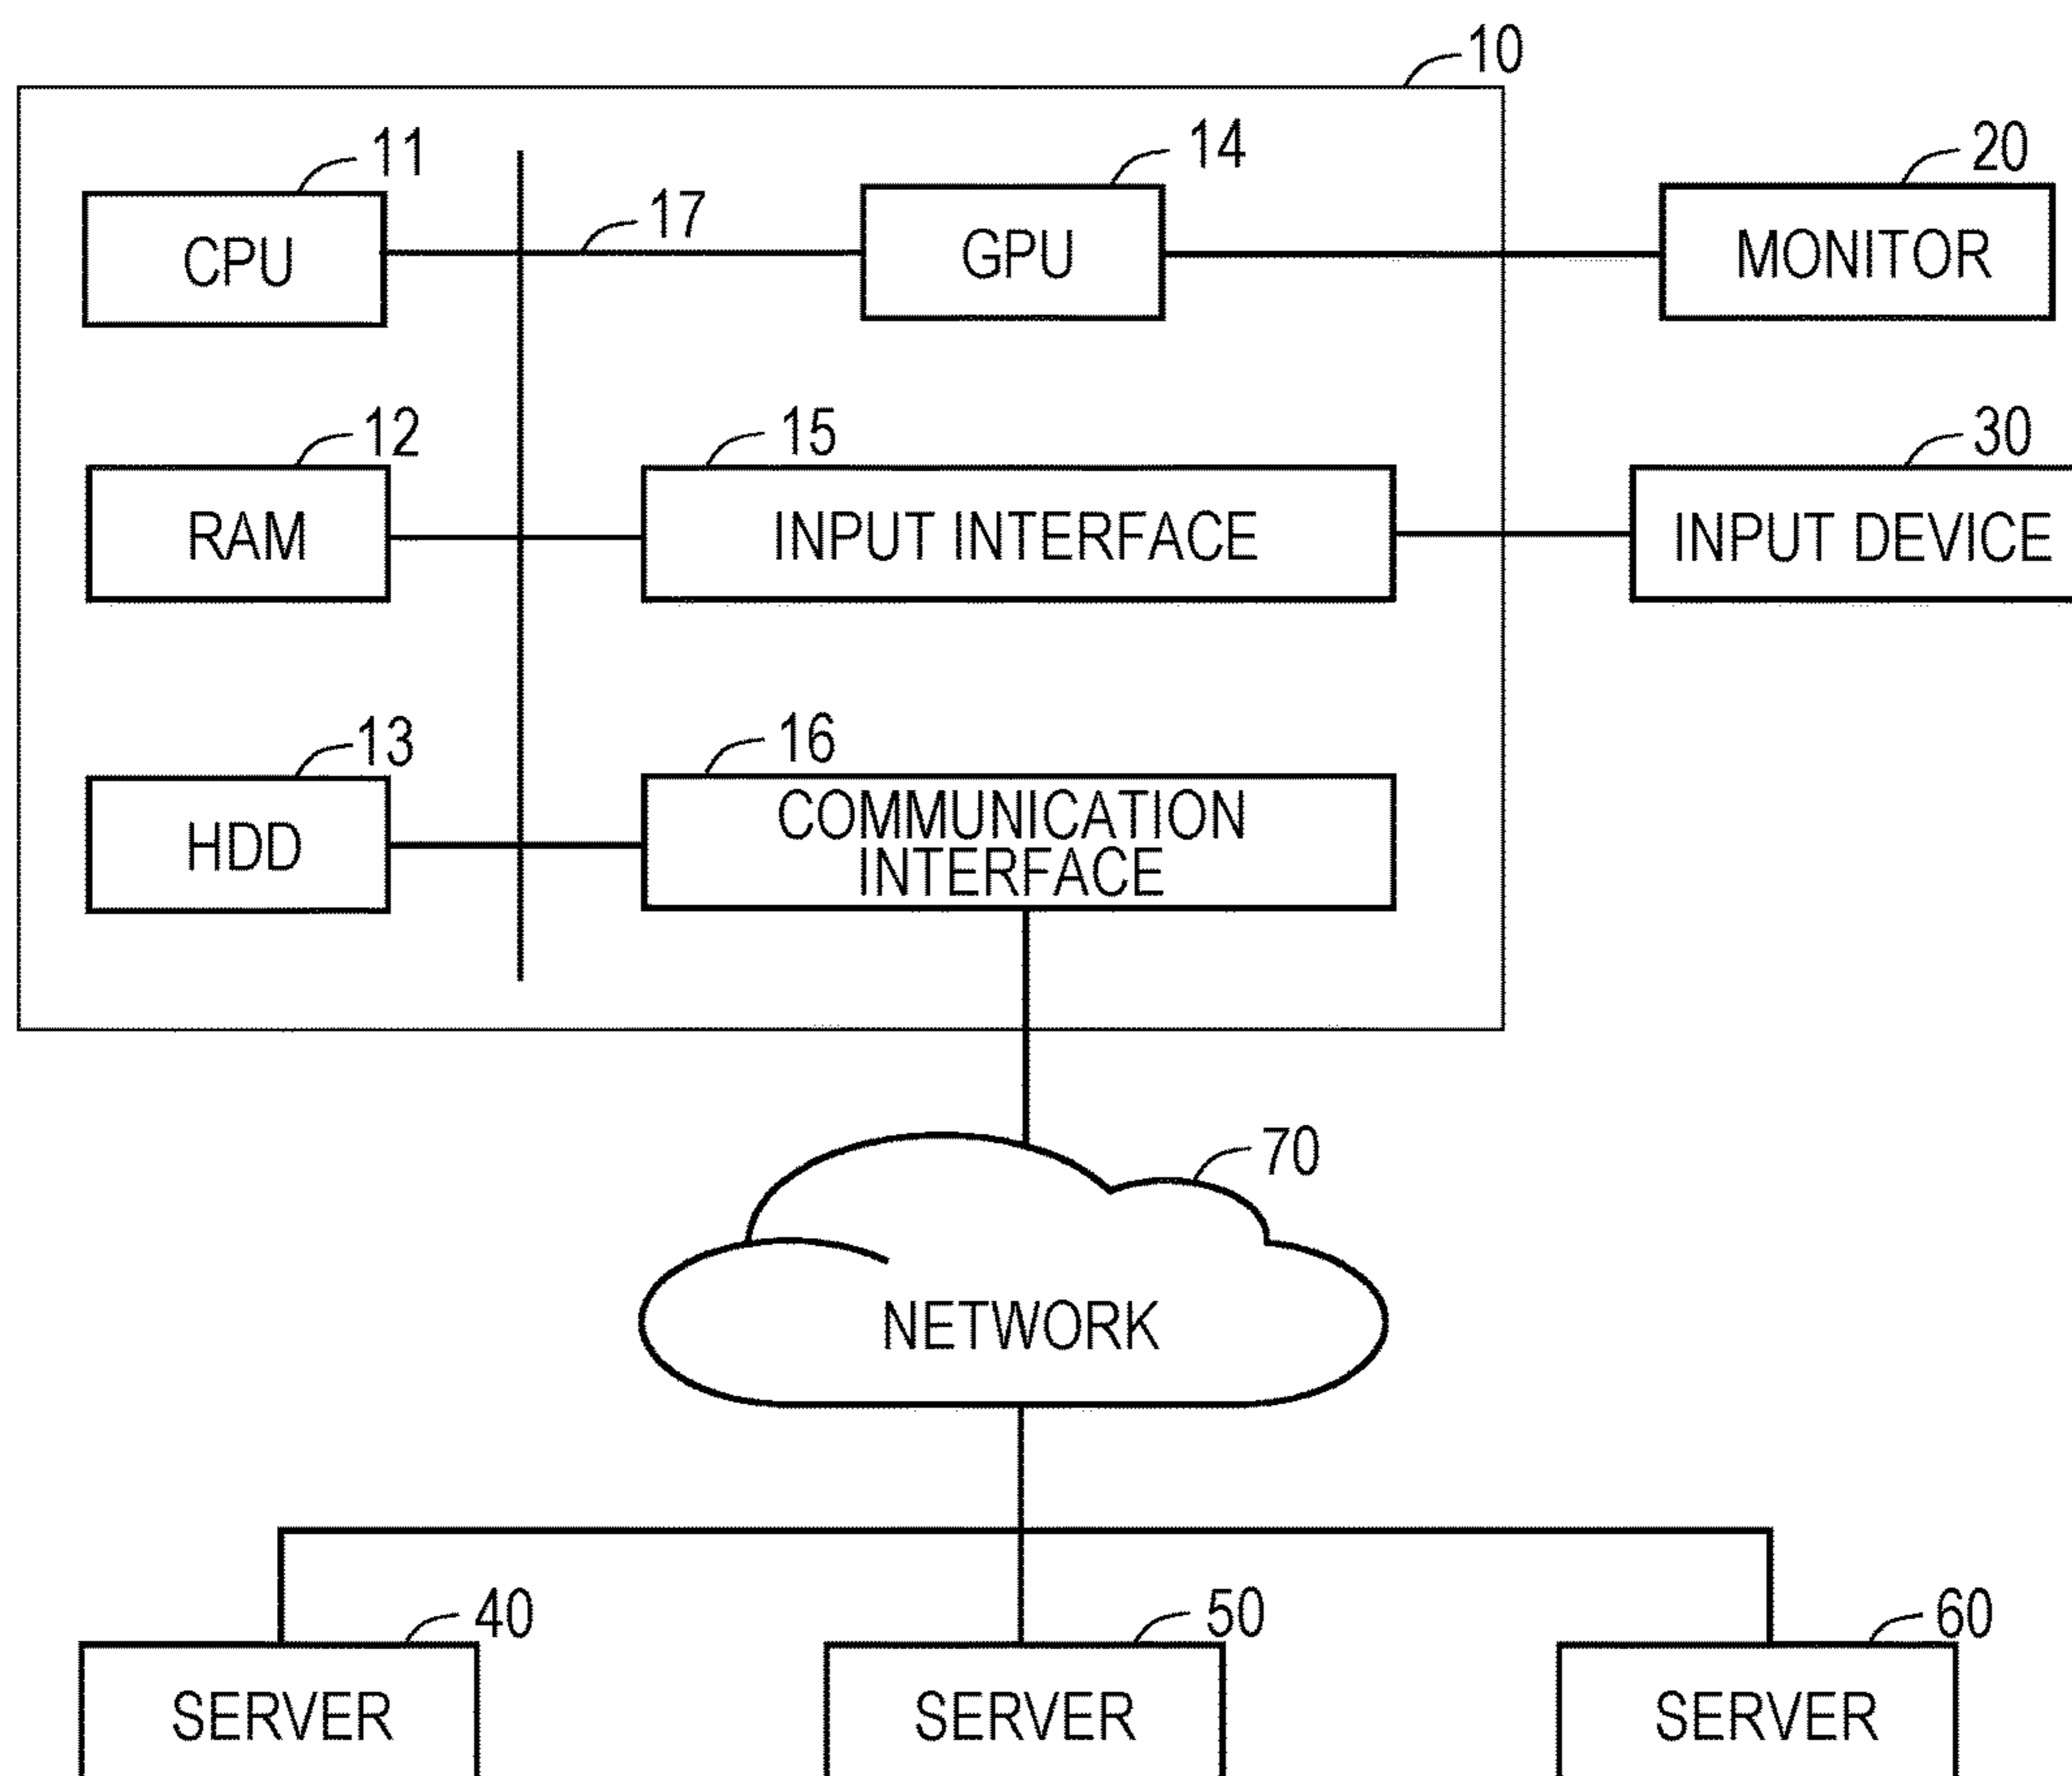 10
11
14
20
17
CPU
GPU
MONITOR
12
15
30
RAM
INPUT INTERFACE
INPUT DEVICE
13
16
HDD
COMMUNICATION
INTERFACE
70
NETWORK
40
50
60
SERVER
SERVER
SERVER